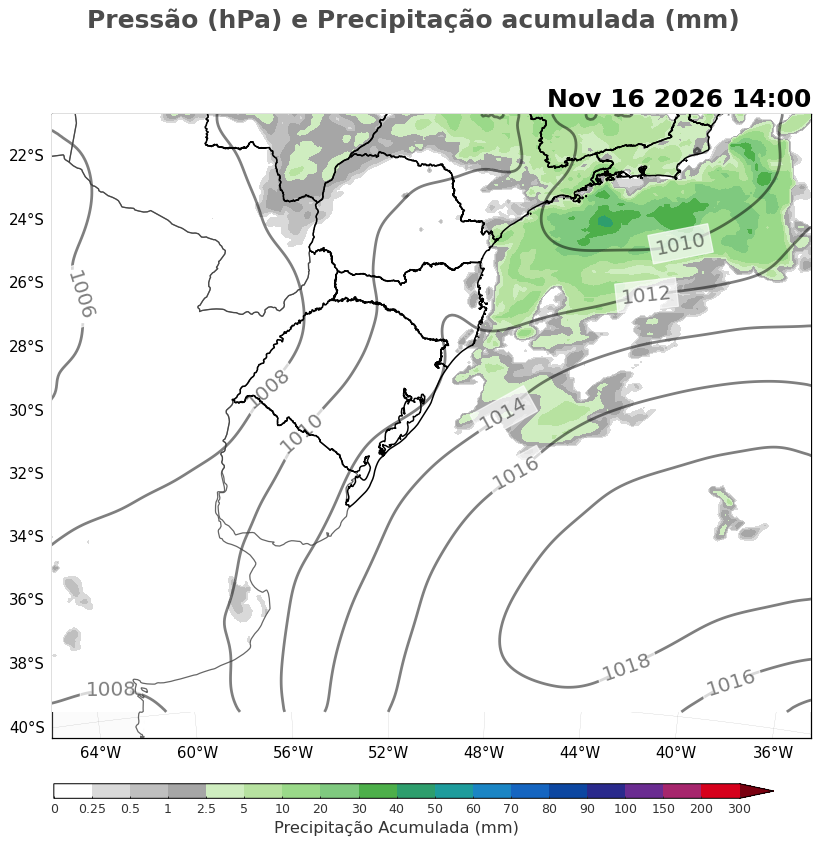 Pressão (hPa) e Precipitação acumulada (mm)
Nov 16 2026 14:00
22°S
24°S
26°S
28°S
30°S
32°S
34°S
36°S
38°S
40°S
1006
1008
1010
1010
1012
1014
1016
1018
1016
1008
64°W 60°W 56°W 52°W 48°W 44°W 40°W 36°W
0 0.25 0.5 1 2.5 5 10 20 30 40 50 60 70 80 90 100 150 200 300
Precipitação Acumulada (mm)